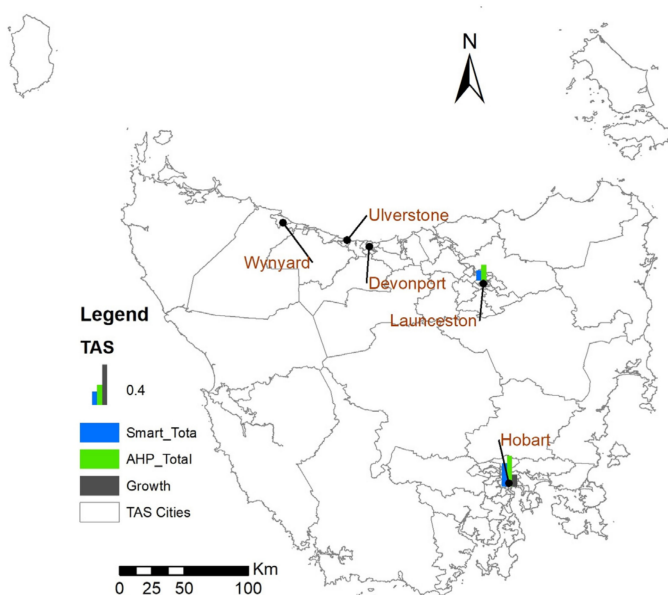 N
Ulverstone
Wynyard
Devonport
Launceston
Hobart
Legend
TAS
0.4
Smart_Tota
AHP_Total
Growth
TAS Cities
Km
0 25 50 100